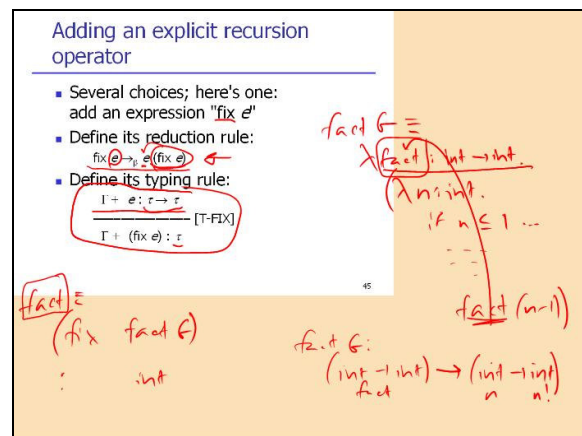 Adding an explicit recursion
operator
▪ Several choices; here's one:
add an expression "fix e"
▪ Define its reduction rule:
fix e →β e (fix e)
▪ Define its typing rule:
Γ ⊢ e : τ → τ
---------------- [T-FIX]
Γ ⊢ (fix e) : τ
45
fact G ≡
λ fact : int → int.
(λ n : int.
if n ≤ 1 ...
fact (n-1)
fact ≡
(fix fact G)
: int
fact G :
(int → int) → (int → int)
fact n n!